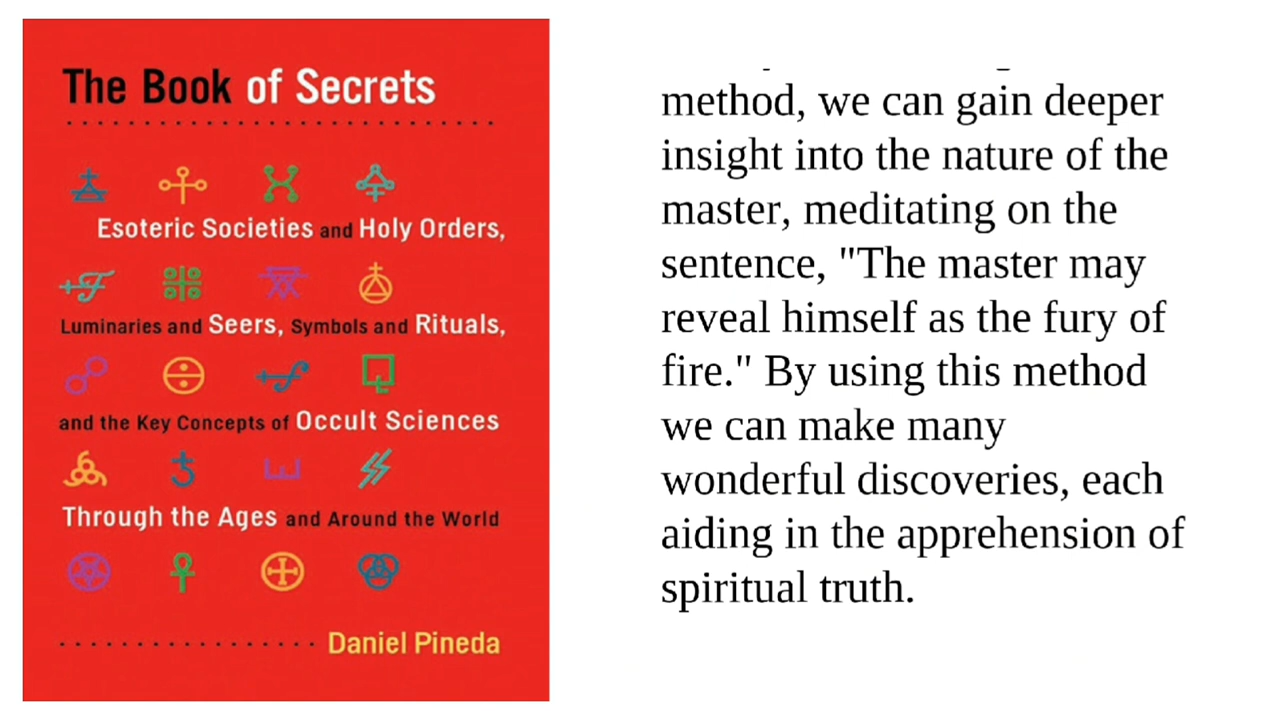 The Book of Secrets
Esoteric Societies and Holy Orders,
Luminaries and Seers, Symbols and Rituals,
and the Key Concepts of Occult Sciences
Through the Ages and Around the World
Daniel Pineda
method, we can gain deeper
insight into the nature of the
master, meditating on the
sentence, "The master may
reveal himself as the fury of
fire." By using this method
we can make many
wonderful discoveries, each
aiding in the apprehension of
spiritual truth.